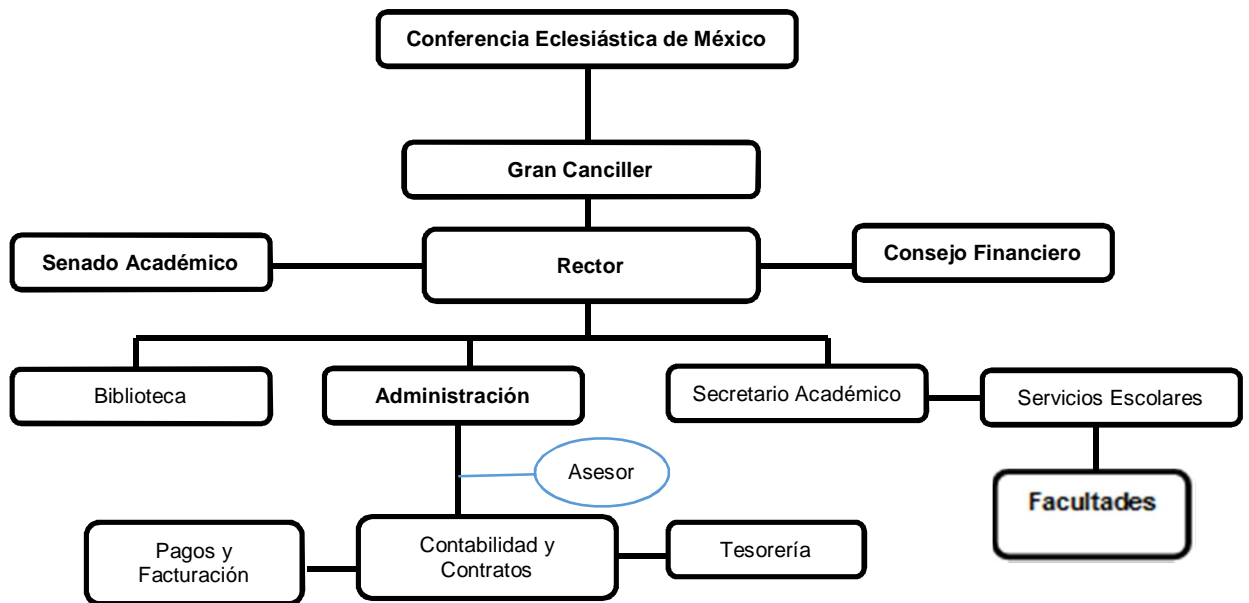 Conferencia Eclesiástica de México
Gran Canciller
Senado Académico
Rector
Consejo Financiero
Biblioteca
Administración
Secretario Académico
Servicios Escolares
Asesor
Facultades
Pagos y
Facturación
Contabilidad y
Contratos
Tesorería